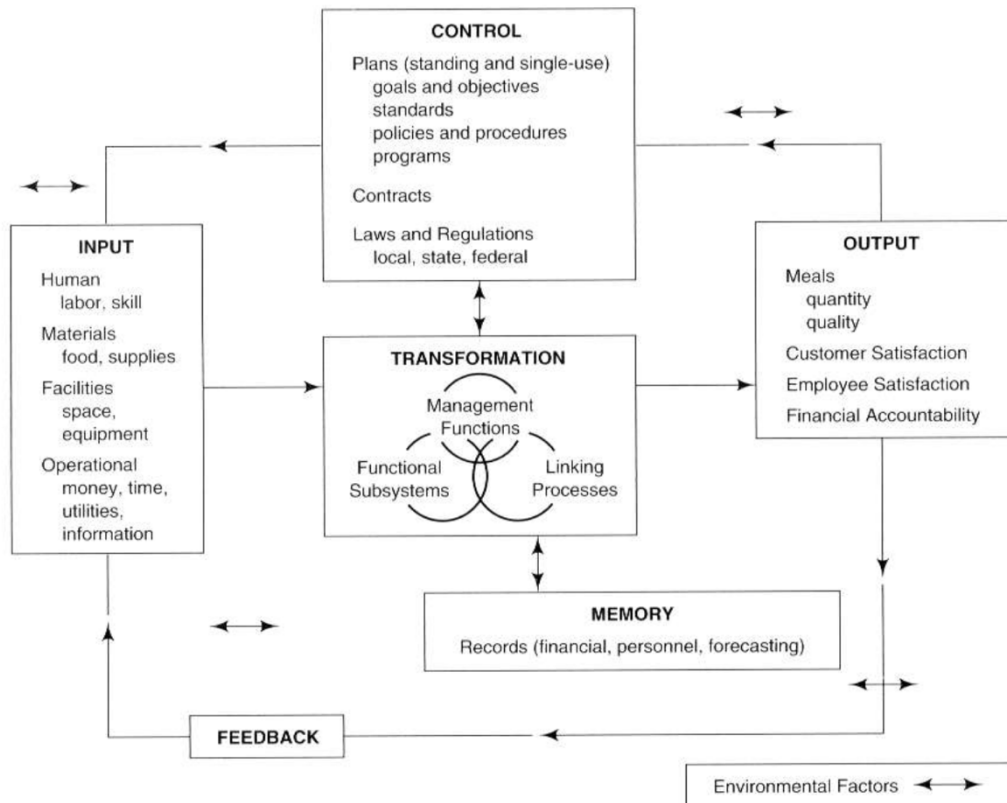 CONTROL
Plans (standing and single-use)
goals and objectives
standards
policies and procedures
programs
Contracts
Laws and Regulations
local, state, federal
INPUT
Human
labor, skill
Materials
food, supplies
Facilities
space,
equipment
Operational
money, time,
utilities,
information
TRANSFORMATION
Management
Functions
Functional
Subsystems
Linking
Processes
OUTPUT
Meals
quantity
quality
Customer Satisfaction
Employee Satisfaction
Financial Accountability
MEMORY
Records (financial, personnel, forecasting)
FEEDBACK
Environmental Factors